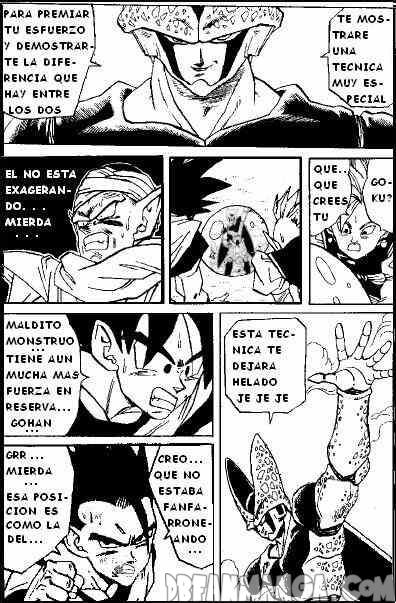 PARA PREMIAR
TU ESFUERZO
Y DEMOSTRAR-
TE LA DIFE-
RENCIA QUE
HAY ENTRE
LOS DOS
TE MOS-
TRARE
UNA
TECNICA
MUY ES-
PECIAL
EL NO ESTA
EXAGERAN-
DO. . .
MIERDA
. . .
QUE..
QUE
CREES
TU
GO-
KU?
MALDITO
MONSTRUO
...
TIENE AUN
MUCHA MAS
FUERZA EN
RESERVA...
GOHAN
...
ESTA TEC-
NICA TE
DEJARA
HELADO
JE JE JE
GRR...
MIERDA
...
ESA POSI-
CION ES
COMO LA
DEL...
CREO...
QUE NO
ESTABA
FANFA-
RRONE-
ANDO...
DBFANMANGA.COM